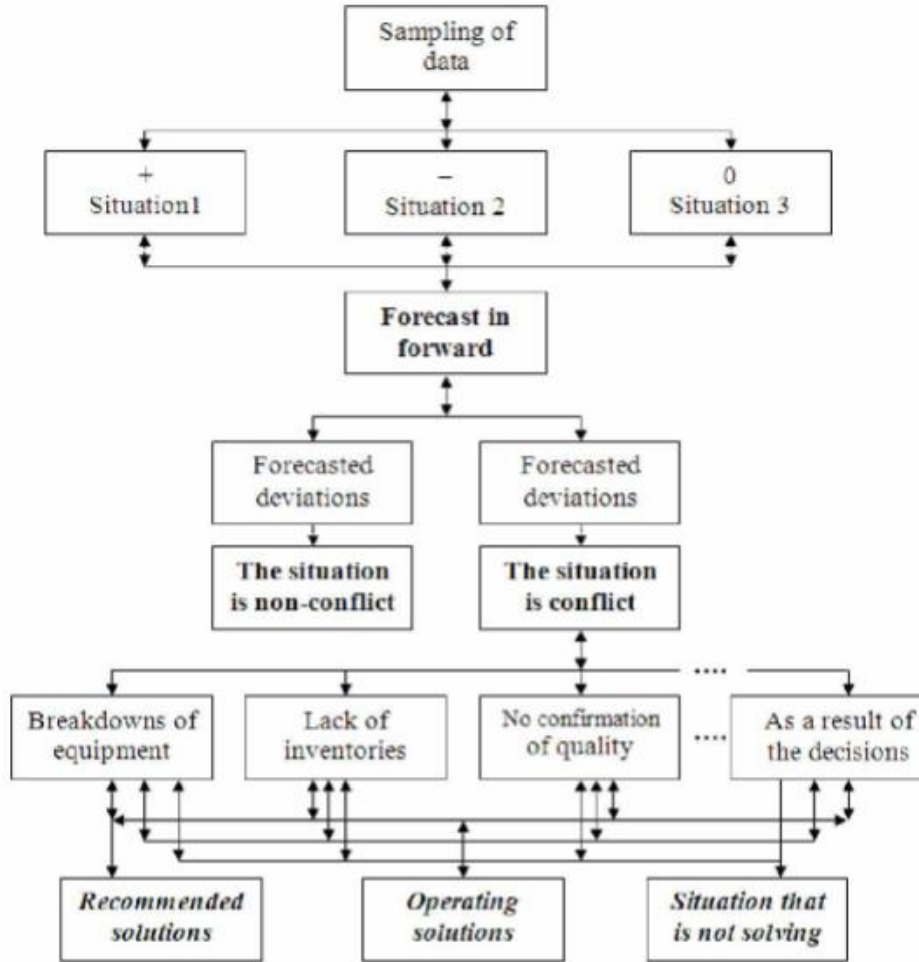 Sampling of
data
+
Situation1
–
Situation 2
0
Situation 3
Forecast in
forward
Forecasted
deviations
Forecasted
deviations
The situation
is non-conflict
The situation
is conflict
....
Breakdowns of
equipment
Lack of
inventories
No confirmation
of quality
....
As a result of
the decisions
Recommended
solutions
Operating
solutions
Situation that
is not solving